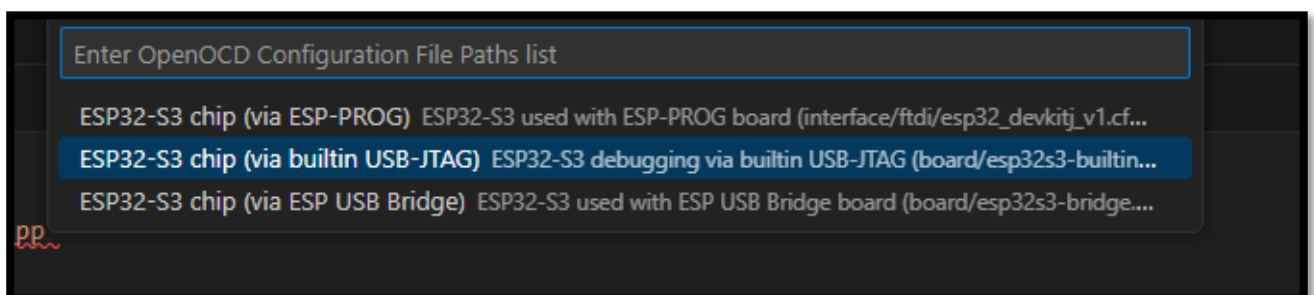 Enter OpenOCD Configuration File Paths list
ESP32-S3 chip (via ESP-PROG) ESP32-S3 used with ESP-PROG board (interface/ftdi/esp32_devkitj_v1.cf...
ESP32-S3 chip (via builtin USB-JTAG) ESP32-S3 debugging via builtin USB-JTAG (board/esp32s3-builtin...
ESP32-S3 chip (via ESP USB Bridge) ESP32-S3 used with ESP USB Bridge board (board/esp32s3-bridge....
pp